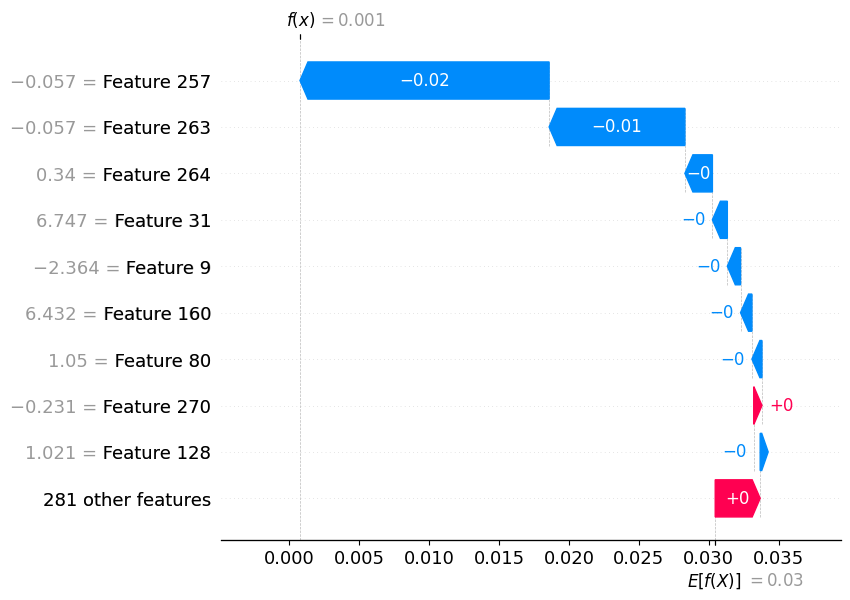 f(x) = 0.001
−0.057 = Feature 257
−0.02
−0.057 = Feature 263
−0.01
0.34 = Feature 264
−0
6.747 = Feature 31
−0
−2.364 = Feature 9
−0
6.432 = Feature 160
−0
1.05 = Feature 80
−0
−0.231 = Feature 270
+0
1.021 = Feature 128
−0
281 other features
+0
0.000 0.005 0.010 0.015 0.020 0.025 0.030 0.035
E[f(X)] = 0.03